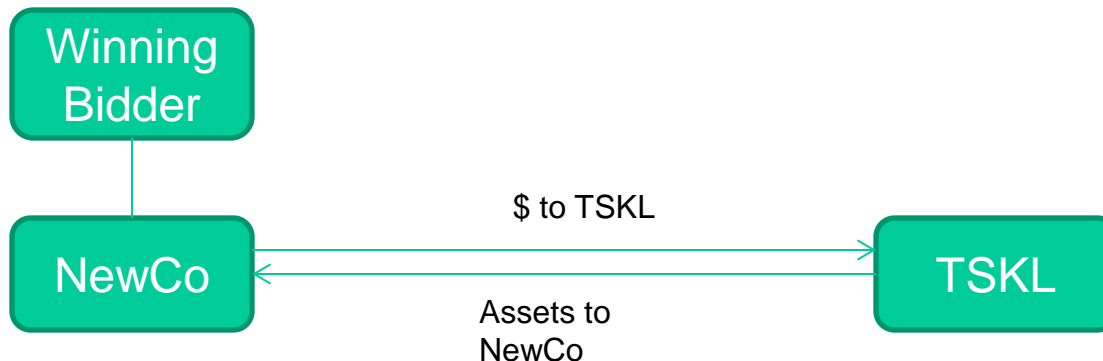 Winning
Bidder
$ to TSKL
NewCo
TSKL
Assets to
NewCo